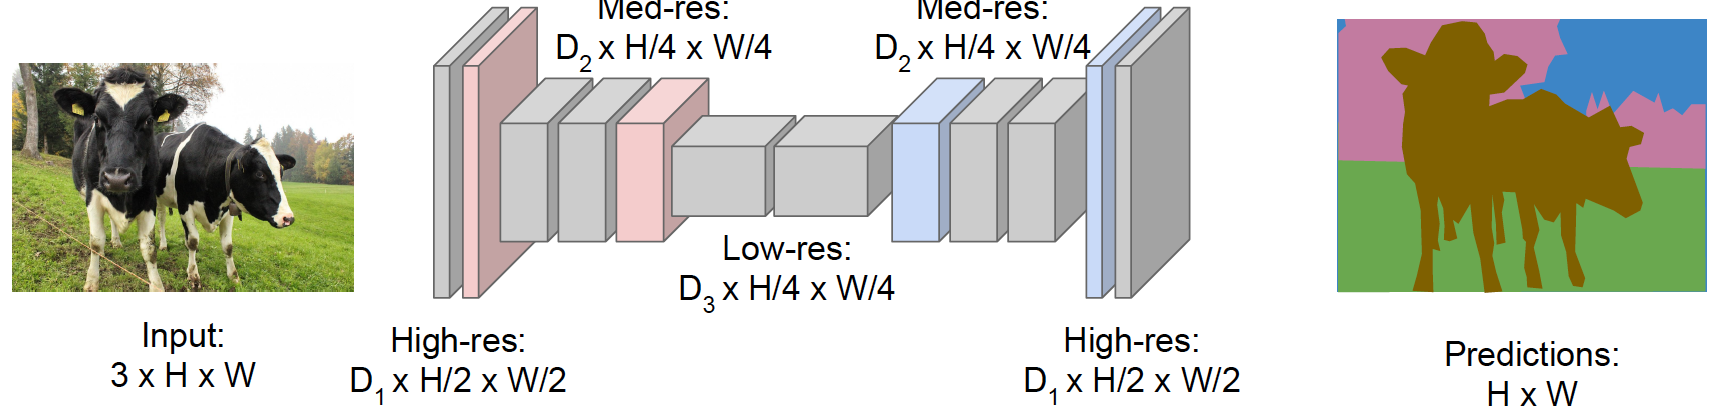 Med-res:
D2 x H/4 x W/4
Med-res:
D2 x H/4 x W/4
Low-res:
D3 x H/4 x W/4
Input:
3 x H x W
High-res:
D1 x H/2 x W/2
High-res:
D1 x H/2 x W/2
Predictions:
H x W